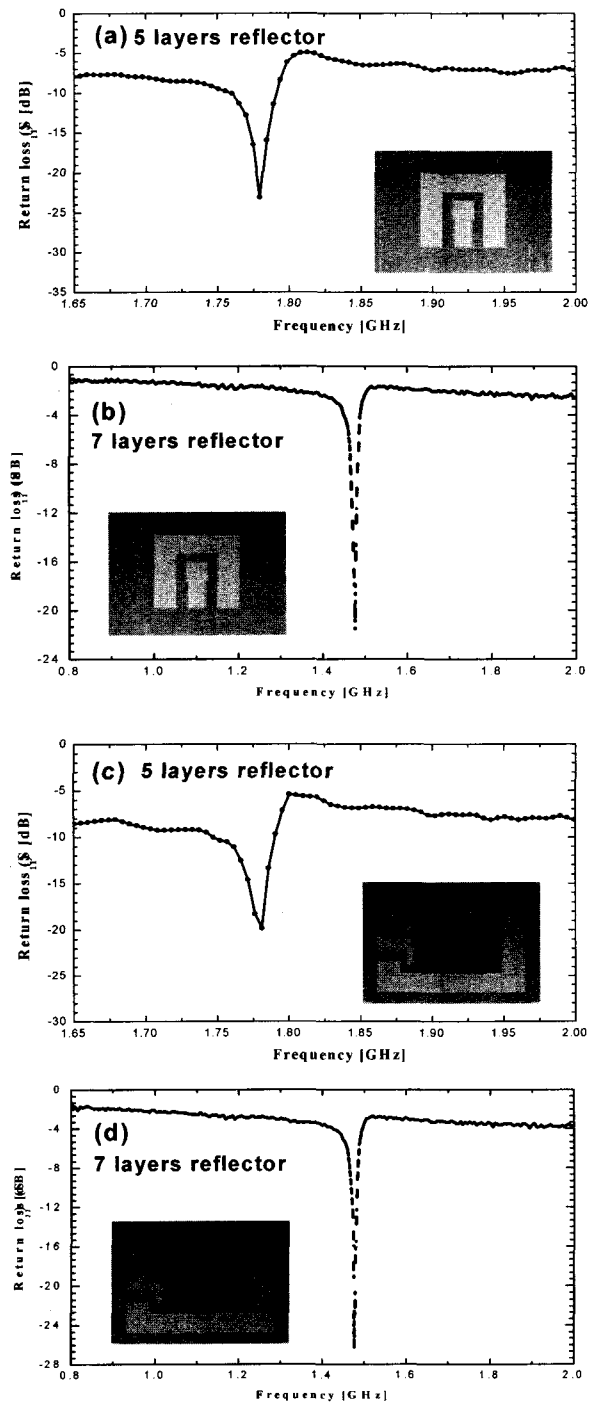 (a) 5 layers reflector
Return loss (S11) [dB]
0
-5
-10
-15
-20
-25
-30
-35
1.65 1.70 1.75 1.80 1.85 1.90 1.95 2.00
Frequency [GHz]
(b)
7 layers reflector
Return loss
0
-4
-8
-12
-16
-20
-24
0.8 1.0 1.2 1.4 1.6 1.8 2.0
Frequency [GHz]
(c) 5 layers reflector
Return loss (S11) [dB]
0
-5
-10
-15
-20
-25
-30
1.65 1.70 1.75 1.80 1.85 1.90 1.95 2.00
Frequency [GHz]
(d)
7 layers reflector
Return loss
0
-4
-8
-12
-16
-20
-24
-28
0.8 1.0 1.2 1.4 1.6 1.8 2.0
Frequency [GHz]